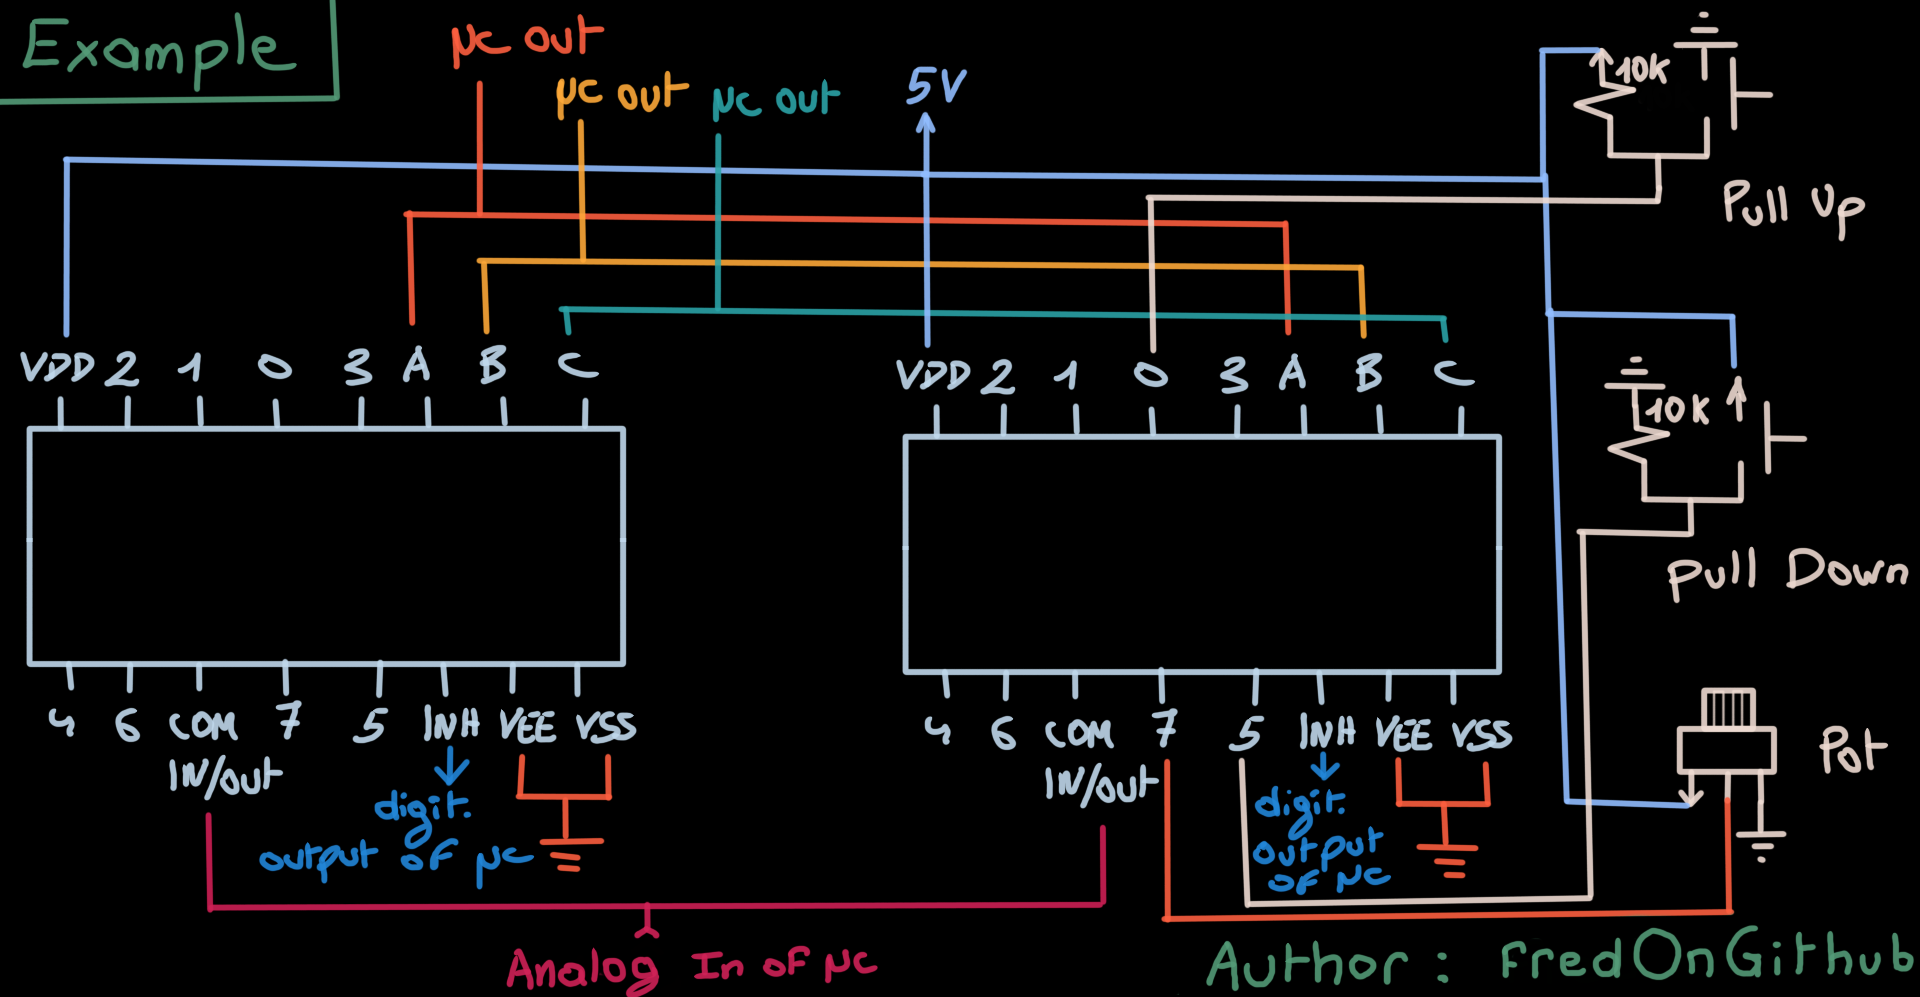 Example
μc out
μc out
μc out
5V
10K
Pull Up
VDD 2 1 0 3 A B C
VDD 2 1 0 3 A B C
10K
Pull Down
4 6 COM 7 5 INH VEE VSS
IN/OUT
digit.
output of μc
4 6 COM 7 5 INH VEE VSS
IN/OUT
digit.
output
of μc
Pot
Analog In of μc
Author: FredOnGithub